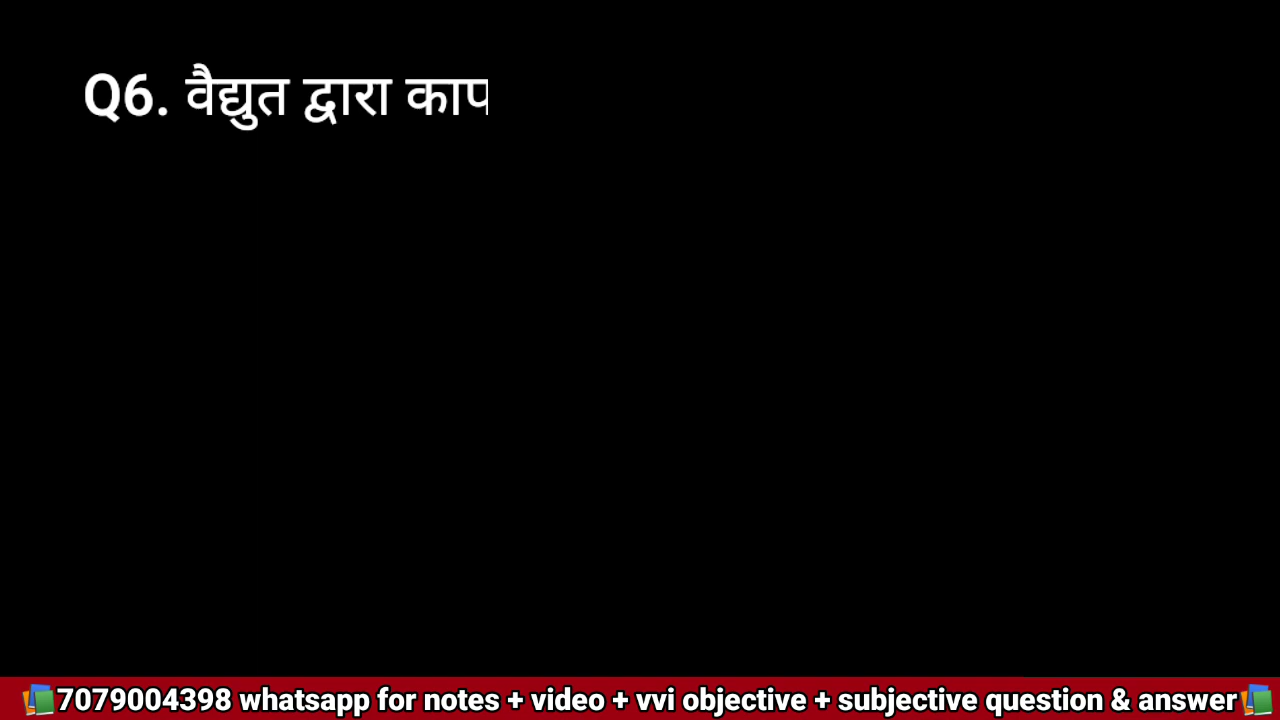 Q6. वैद्युत द्वारा
7079004398 whatsapp for notes + video + vvi objective + subjective question & answer